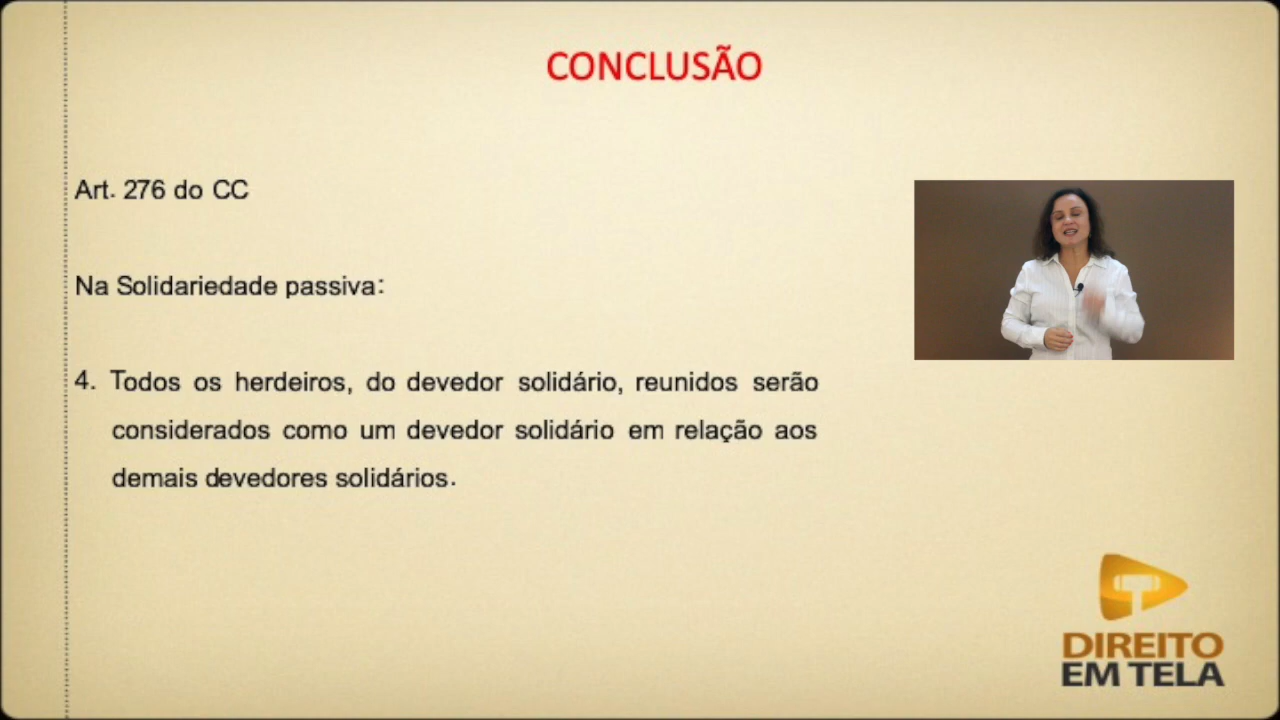 CONCLUSÃO
Art. 276 do CC
Na Solidariedade passiva:
4. Todos os herdeiros, do devedor solidário, reunidos serão
considerados como um devedor solidário em relação aos
demais devedores solidários.
DIREITO
EM TELA